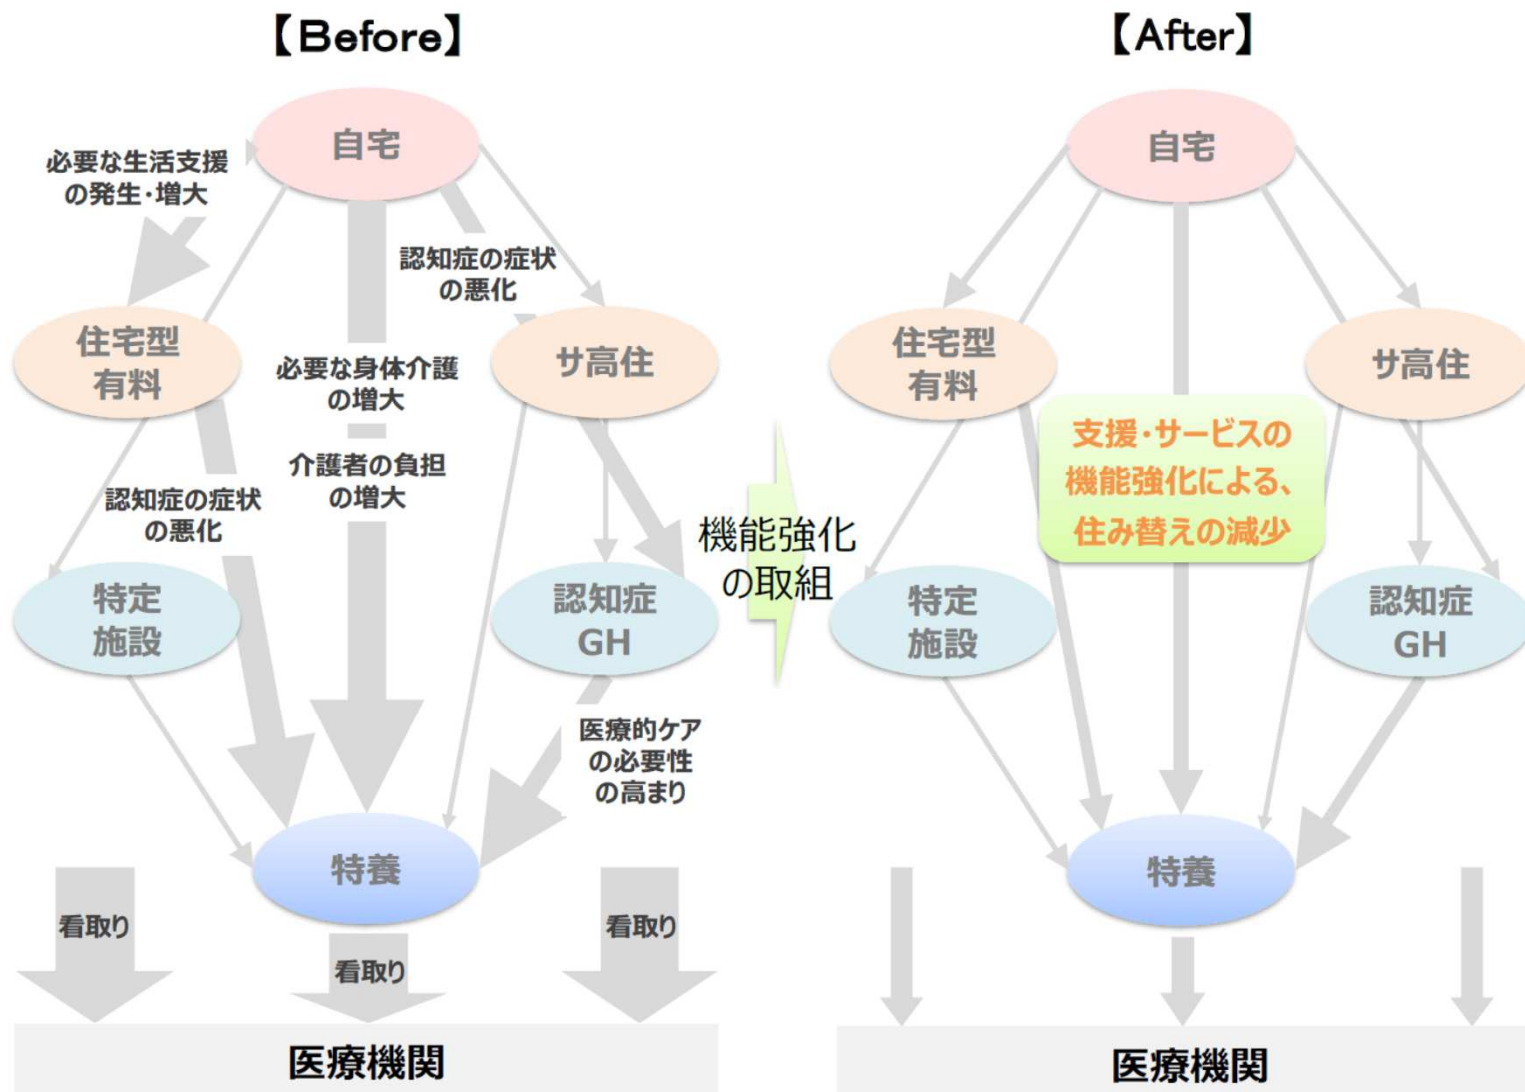 【Before】
自宅
必要な生活支援
の発生・増大
認知症の症状
の悪化
住宅型
有料
サ高住
必要な身体介護
の増大
介護者の負担
の増大
認知症の症状
の悪化
特定
施設
認知症
GH
医療的ケア
の必要性
の高まり
特養
看取り
看取り
看取り
医療機関
機能強化
の取組
【After】
自宅
住宅型
有料
サ高住
支援・サービスの
機能強化による、
住み替えの減少
特定
施設
認知症
GH
特養
医療機関